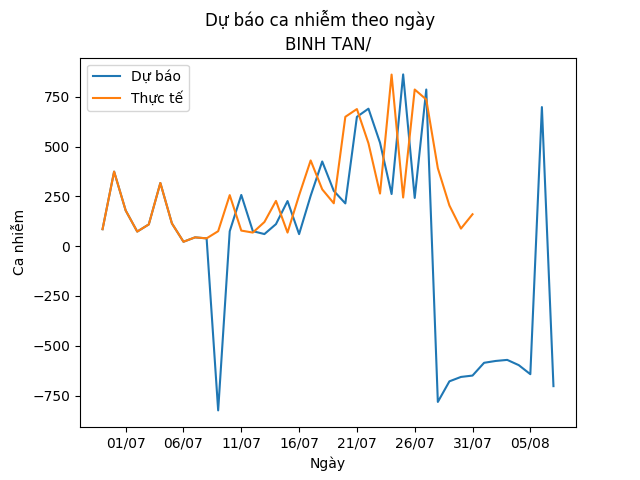 Dự báo ca nhiễm theo ngày
BINH TAN/
Dự báo
Thực tế
Ca nhiễm
750
500
250
0
−250
−500
−750
01/07 06/07 11/07 16/07 21/07 26/07 31/07 05/08
Ngày